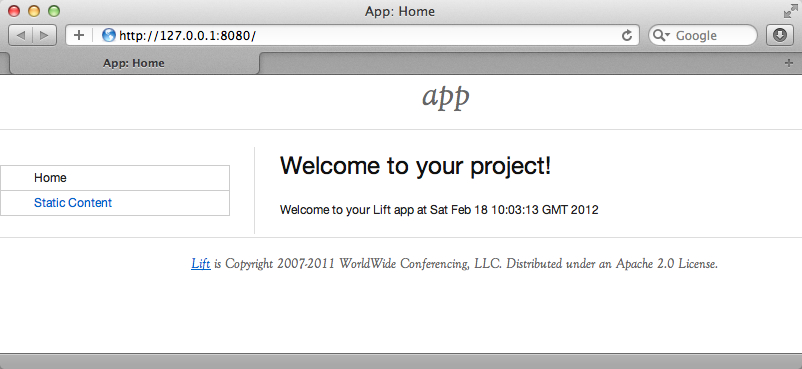 App: Home
http://127.0.0.1:8080/
Google
App: Home
app
Home
Static Content
Welcome to your project!
Welcome to your Lift app at Sat Feb 18 10:03:13 GMT 2012
Lift is Copyright 2007-2011 WorldWide Conferencing, LLC. Distributed under an Apache 2.0 License.